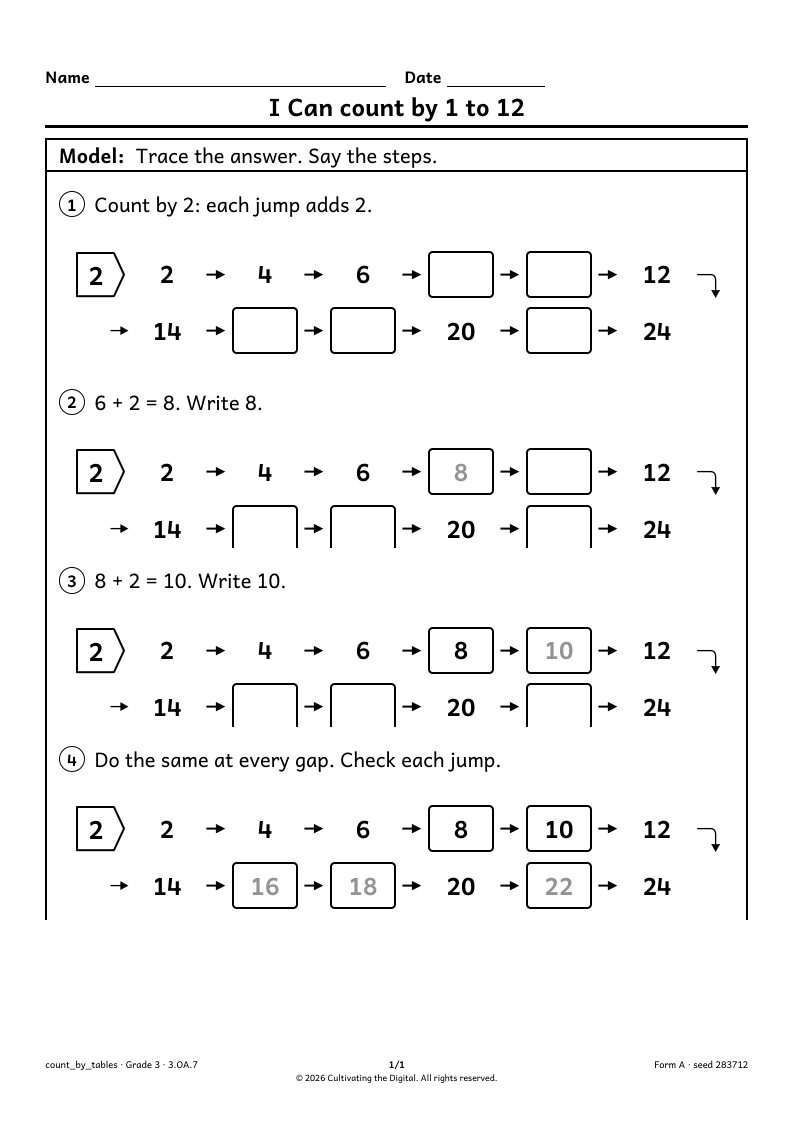 Name Date
I Can count by 1 to 12
Model: Trace the answer. Say the steps.
1 Count by 2: each jump adds 2.
2 2 → 4 → 6 → → → 12
→ 14 → → → 20 → → 24
2 6 + 2 = 8. Write 8.
2 2 → 4 → 6 → 8 → → 12
→ 14 → → → 20 → → 24
3 8 + 2 = 10. Write 10.
2 2 → 4 → 6 → 8 → 10 → 12
→ 14 → → → 20 → → 24
4 Do the same at every gap. Check each jump.
2 2 → 4 → 6 → 8 → 10 → 12
→ 14 → 16 → 18 → 20 → 22 → 24
count_by_tables · Grade 3 · 3.OA.7 1/1 Form A · seed 283712
© 2026 Cultivating the Digital. All rights reserved.